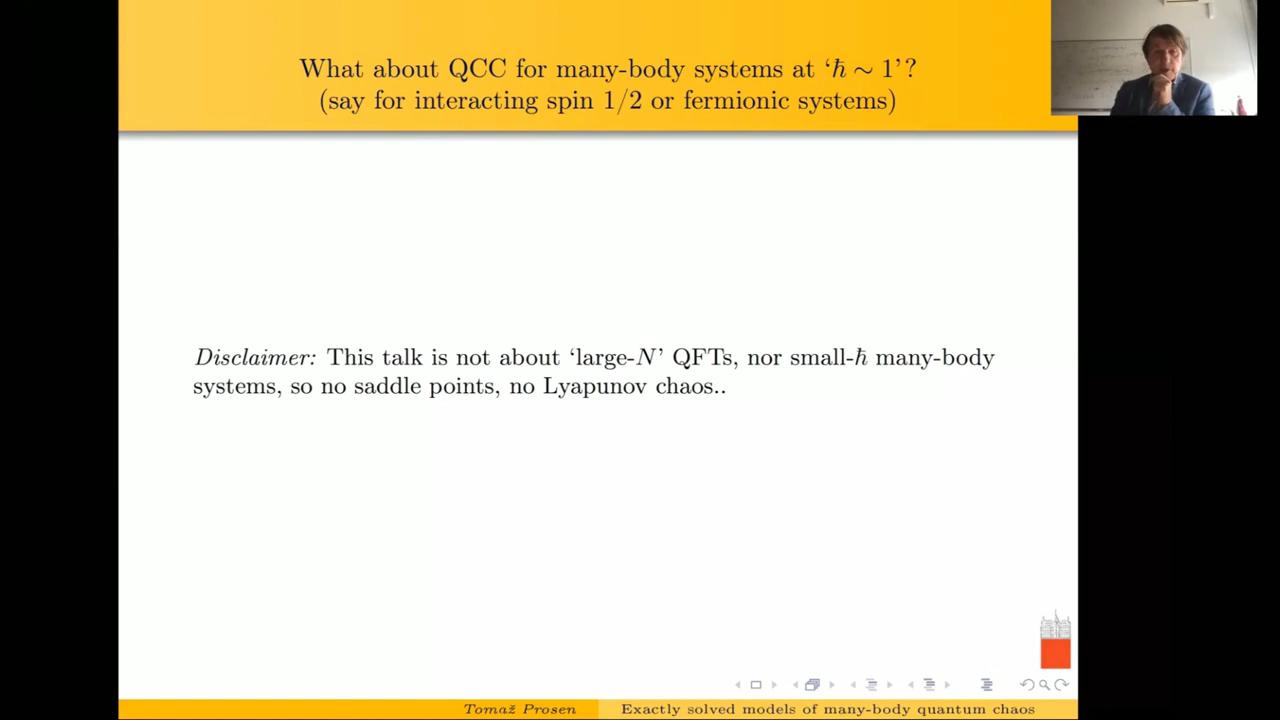 What about QCC for many-body systems at ‘ℏ ∼ 1’?
(say for interacting spin 1/2 or fermionic systems)
Disclaimer: This talk is not about ‘large-N’ QFTs, nor small-ℏ many-body
systems, so no saddle points, no Lyapunov chaos..
Tomaž Prosen
Exactly solved models of many-body quantum chaos